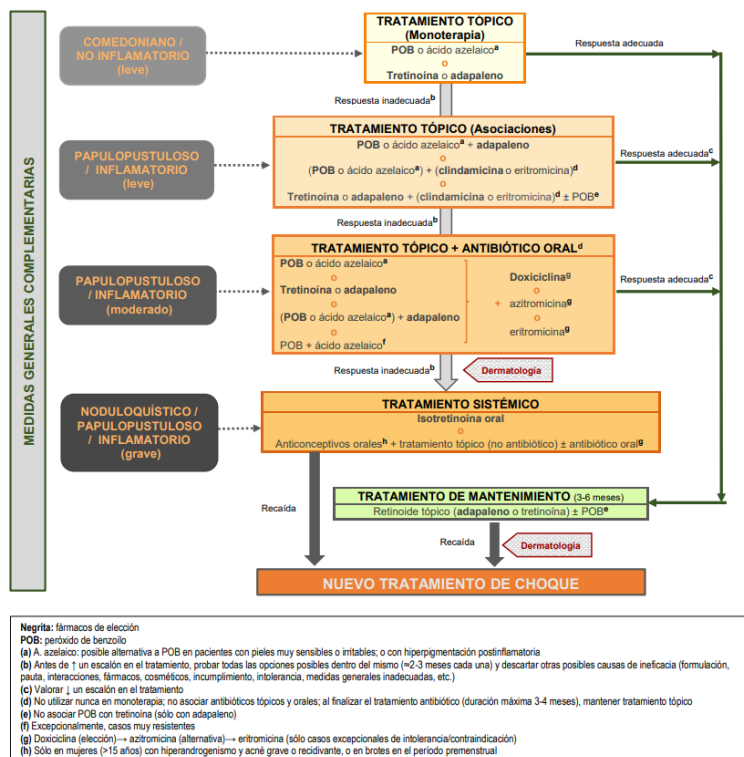 MEDIDAS GENERALES COMPLEMENTARIAS
COMEDONIANO /
NO INFLAMATORIO
(leve)
TRATAMIENTO TÓPICO
(Monoterapia)
POB o ácido azelaicoa
o
Tretinoína o adapaleno
Respuesta adecuada
Respuesta inadecuadab
PAPULOPUSTULOSO
/ INFLAMATORIO
(leve)
TRATAMIENTO TÓPICO (Asociaciones)
POB o ácido azelaicoa + adapaleno
o
(POB o ácido azelaicoa) + (clindamicina o eritromicina)d
o
Tretinoína o adapaleno + (clindamicina o eritromicina)d ± POBe
Respuesta adecuadac
Respuesta inadecuadab
PAPULOPUSTULOSO
/ INFLAMATORIO
(moderado)
TRATAMIENTO TÓPICO + ANTIBIÓTICO ORALd
POB o ácido azelaicoa
o
Tretinoína o adapaleno
o
(POB o ácido azelaicoa) + adapaleno
o
POB + ácido azelaicof
Doxiciclinag
o
+ azitromicinag
o
eritromicinag
Respuesta adecuadac
Respuesta inadecuadab
Dermatología
NODULOQUÍSTICO /
PAPULOPUSTULOSO
/ INFLAMATORIO
(grave)
TRATAMIENTO SISTÉMICO
Isotretinoina oral
o
Anticonceptivos oralesh + tratamiento tópico (no antibiótico) ± antibiótico oralg
Recaída
TRATAMIENTO DE MANTENIMIENTO (3-6 meses)
Retinoide tópico (adapaleno o tretinoína) ± POBe
Recaída
Dermatología
NUEVO TRATAMIENTO DE CHOQUE
Negrita: fármacos de elección
POB: peróxido de benzoílo
(a) A. azelaico: posible alternativa a POB en pacientes con pieles muy sensibles o irritables; o con hiperpigmentación postinflamatoria
(b) Antes de ↑ un escalón en el tratamiento, probar todas las opciones posibles dentro del mismo (≈2-3 meses cada una) y descartar otras posibles causas de ineficacia (formulación,
pauta, interacciones, fármacos, cosméticos, incumplimiento, intolerancia, medidas generales inadecuadas, etc.)
(c) Valorar ↓ un escalón en el tratamiento
(d) No utilizar nunca en monoterapia; no asociar antibióticos tópicos y orales; al finalizar el tratamiento antibiótico (duración máxima 3-4 meses), mantener tratamiento tópico
(e) No asociar POB con tretinoína (sólo con adapaleno)
(f) Excepcionalmente, casos muy resistentes
(g) Doxiciclina (elección)→ azitromicina (alternativa)→ eritromicina (sólo casos excepcionales de intolerancia/contraindicación)
(h) Sólo en mujeres (>15 años) con hiperandrogenismo y acné grave o recidivante, o en brotes en el período premenstrual